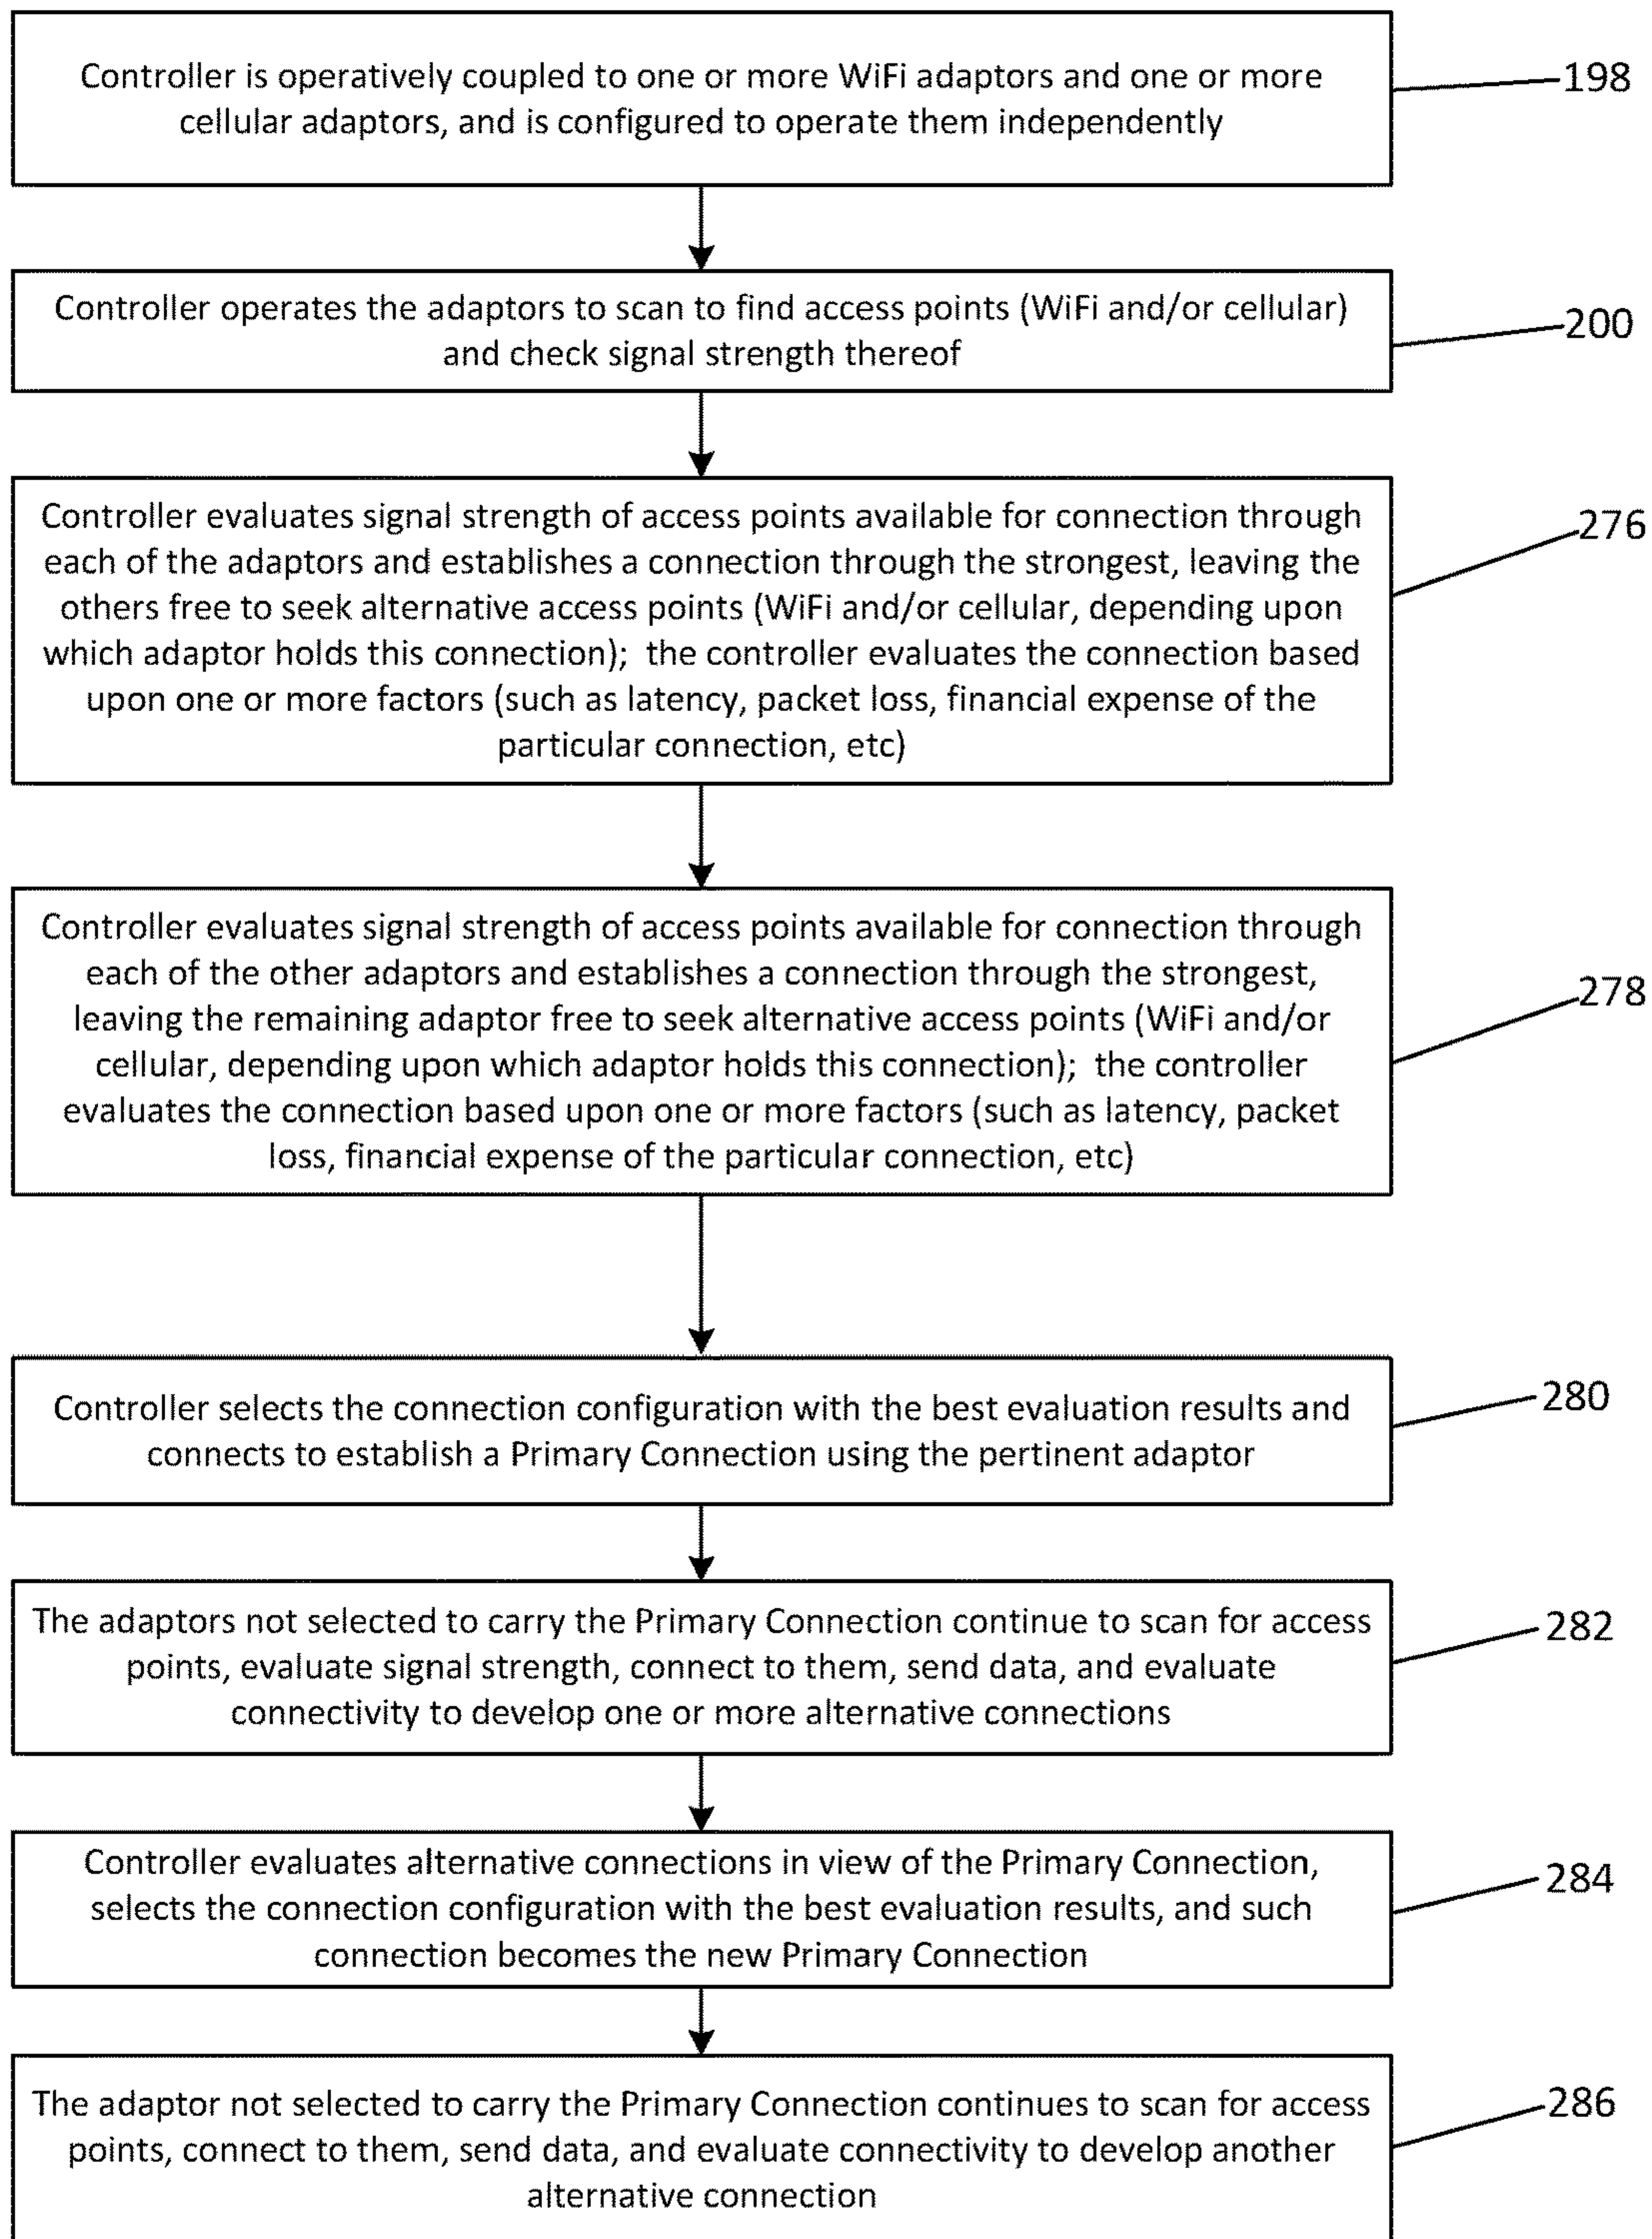 Controller is operatively coupled to one or more WiFi adaptors and one or more
cellular adaptors, and is configured to operate them independently
198
Controller operates the adaptors to scan to find access points (WiFi and/or cellular)
and check signal strength thereof
200
Controller evaluates signal strength of access points available for connection through
each of the adaptors and establishes a connection through the strongest, leaving the
others free to seek alternative access points (WiFi and/or cellular, depending upon
which adaptor holds this connection);  the controller evaluates the connection based
upon one or more factors (such as latency, packet loss, financial expense of the
particular connection, etc)
276
Controller evaluates signal strength of access points available for connection through
each of the other adaptors and establishes a connection through the strongest,
leaving the remaining adaptor free to seek alternative access points (WiFi and/or
cellular, depending upon which adaptor holds this connection);  the controller
evaluates the connection based upon one or more factors (such as latency, packet
loss, financial expense of the particular connection, etc)
278
Controller selects the connection configuration with the best evaluation results and
connects to establish a Primary Connection using the pertinent adaptor
280
The adaptors not selected to carry the Primary Connection continue to scan for access
points, evaluate signal strength, connect to them, send data, and evaluate
connectivity to develop one or more alternative connections
282
Controller evaluates alternative connections in view of the Primary Connection,
selects the connection configuration with the best evaluation results, and such
connection becomes the new Primary Connection
284
The adaptor not selected to carry the Primary Connection continues to scan for access
points, connect to them, send data, and evaluate connectivity to develop another
alternative connection
286